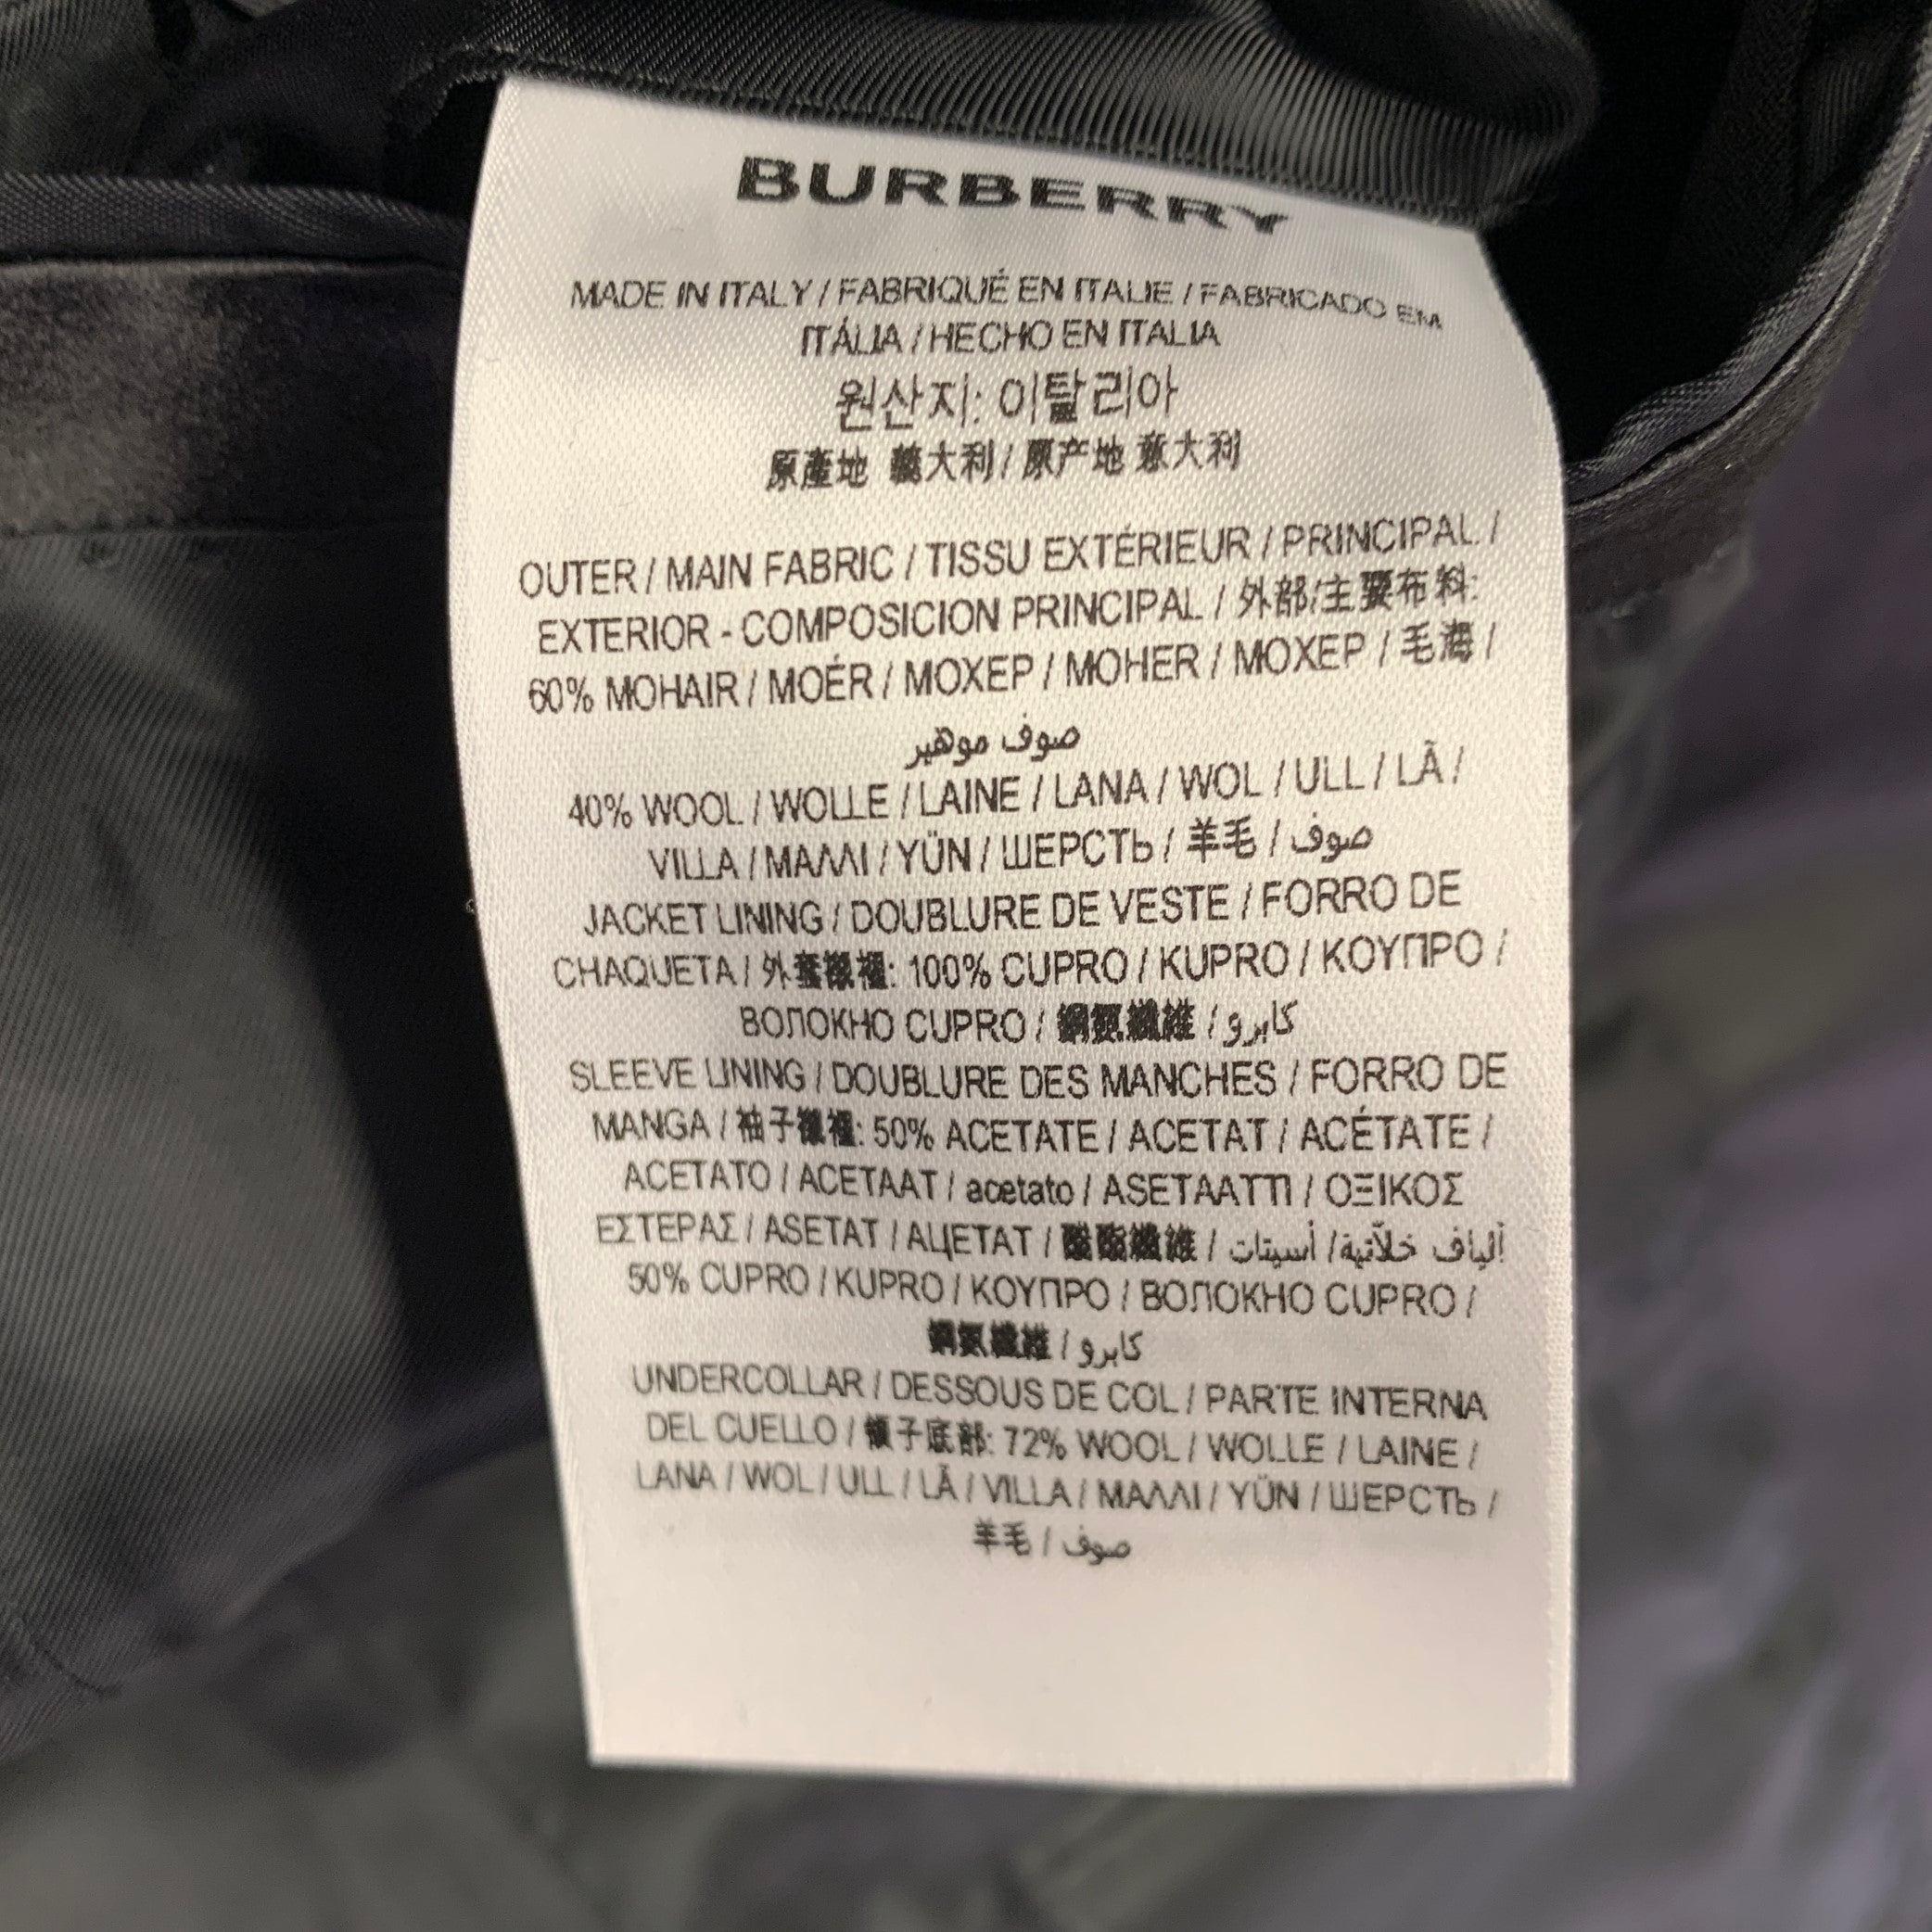 BURBERRY
MADE IN ITALY / FABRIQUÉ EN ITALIE / FABRICADO EM
ITÁLIA / HECHO EN ITALIA
원산지: 이탈리아
原產地 義大利 / 原产地 意大利
OUTER / MAIN FABRIC / TISSU EXTÉRIEUR / PRINCIPAL /
EXTERIOR - COMPOSICION PRINCIPAL / 外部/主要布料:
60% MOHAIR / MOÉR / МОХЕР / MOHER / МОХЕР / 毛海 /
صوف موهير
40% WOOL / WOLLE / LAINE / LANA / WOL / ULL / LÃ /
VILLA / ΜΑΛΛΙ / YÜN / ШЕРСТЬ / 羊毛 / صوف
JACKET LINING / DOUBLURE DE VESTE / FORRO DE
CHAQUETA / 外套襯裡: 100% CUPRO / KUPRO / ΚΟΥΠΡΟ /
ВОЛОКНО CUPRO / 銅氨纖維 / كابرو
SLEEVE LINING / DOUBLURE DES MANCHES / FORRO DE
MANGA / 袖子襯裡: 50% ACETATE / ACETAT / ACÉTATE /
ACETATO / ACETAAT / acetato / ASETAATTI / ΟΞΙΚΟΣ
ΕΣΤΕΡΑΣ / ASETAT / АЦЕТАТ / 醋酯纖維 / ألياف خلاّتية/ أسيتات
50% CUPRO / KUPRO / ΚΟΥΠΡΟ / ВОЛОКНО CUPRO /
銅氨纖維 / كابرو
UNDERCOLLAR / DESSOUS DE COL / PARTE INTERNA
DEL CUELLO / 領子底部: 72% WOOL / WOLLE / LAINE /
LANA / WOL / ULL / LÃ / VILLA / ΜΑΛΛΙ / YÜN / ШЕРСТЬ /
羊毛 / صوف